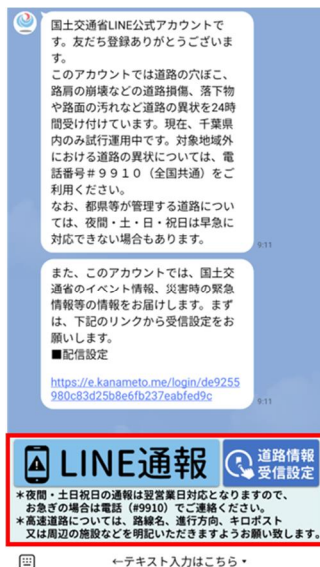 国土交通省LINE公式アカウントで
す。友だち登録ありがとうございま
す。
このアカウントでは道路の穴ぼこ、
路肩の崩壊などの道路損傷、落下物
や路面の汚れなど道路の異状を24時
間受け付けています。現在、千葉県
内のみ試行運用中です。対象地域外
における道路の異状については、電
話番号＃９９１０（全国共通）をご
利用ください。
なお、都県等が管理する道路につい
ては、夜間・土・日・祝日は早急に
対応できない場合もあります。
9:11
また、このアカウントでは、国土交
通省のイベント情報、災害時の緊急
情報等の情報をお届けします。まず
は、下記のリンクから受信設定をお
願いします。
■配信設定
https://e.kanameto.me/login/de9255
980c83d25b8e6fb237eabfed9c
9:11
LINE通報
道路情報
受信設定
＊夜間・土日祝日の通報は翌営業日対応となりますので、
お急ぎの場合は電話（#9910）でご連絡ください。
＊高速道路については、路線名、進行方向、キロポスト
又は周辺の施設などを明記いただきますようお願い致します。
←テキスト入力はこちら▼